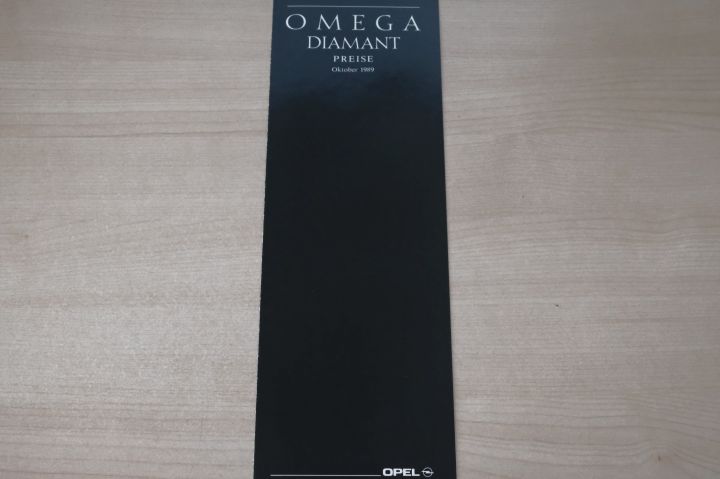 OMEGA
DIAMANT
PREISE
Oktober 1989
OPEL